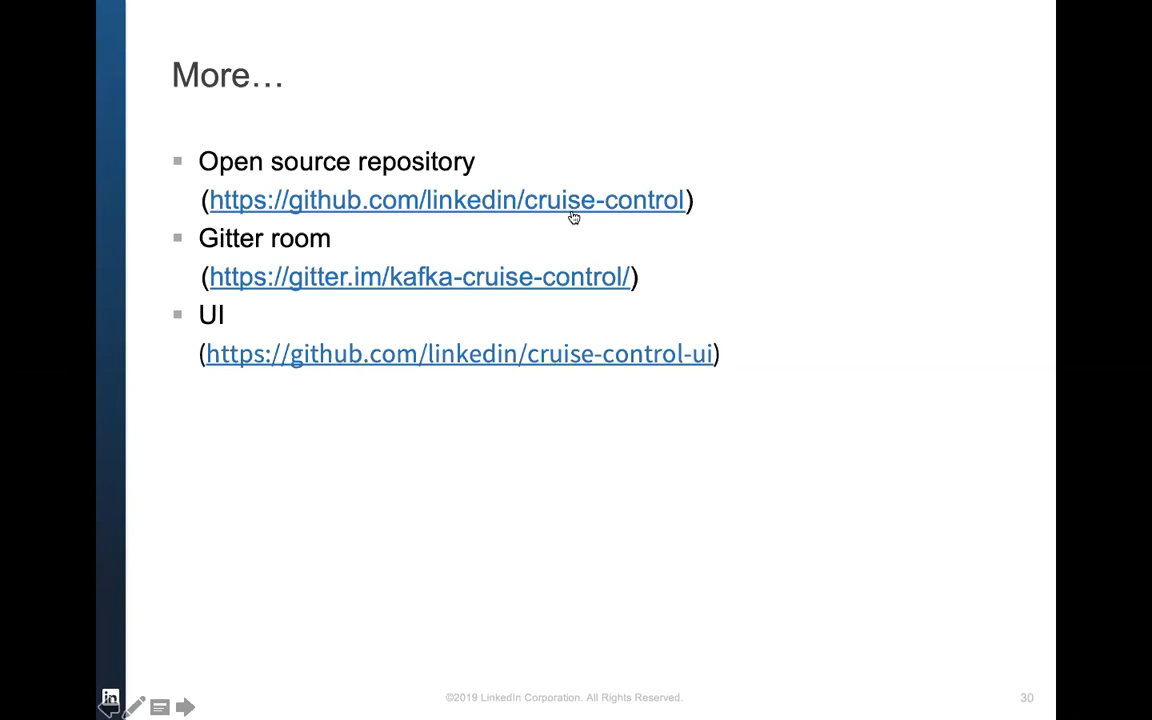 More…
Open source repository
(https://github.com/linkedin/cruise-control)
Gitter room
(https://gitter.im/kafka-cruise-control/)
UI
(https://github.com/linkedin/cruise-control-ui)
in
©2019 LinkedIn Corporation. All Rights Reserved.
30